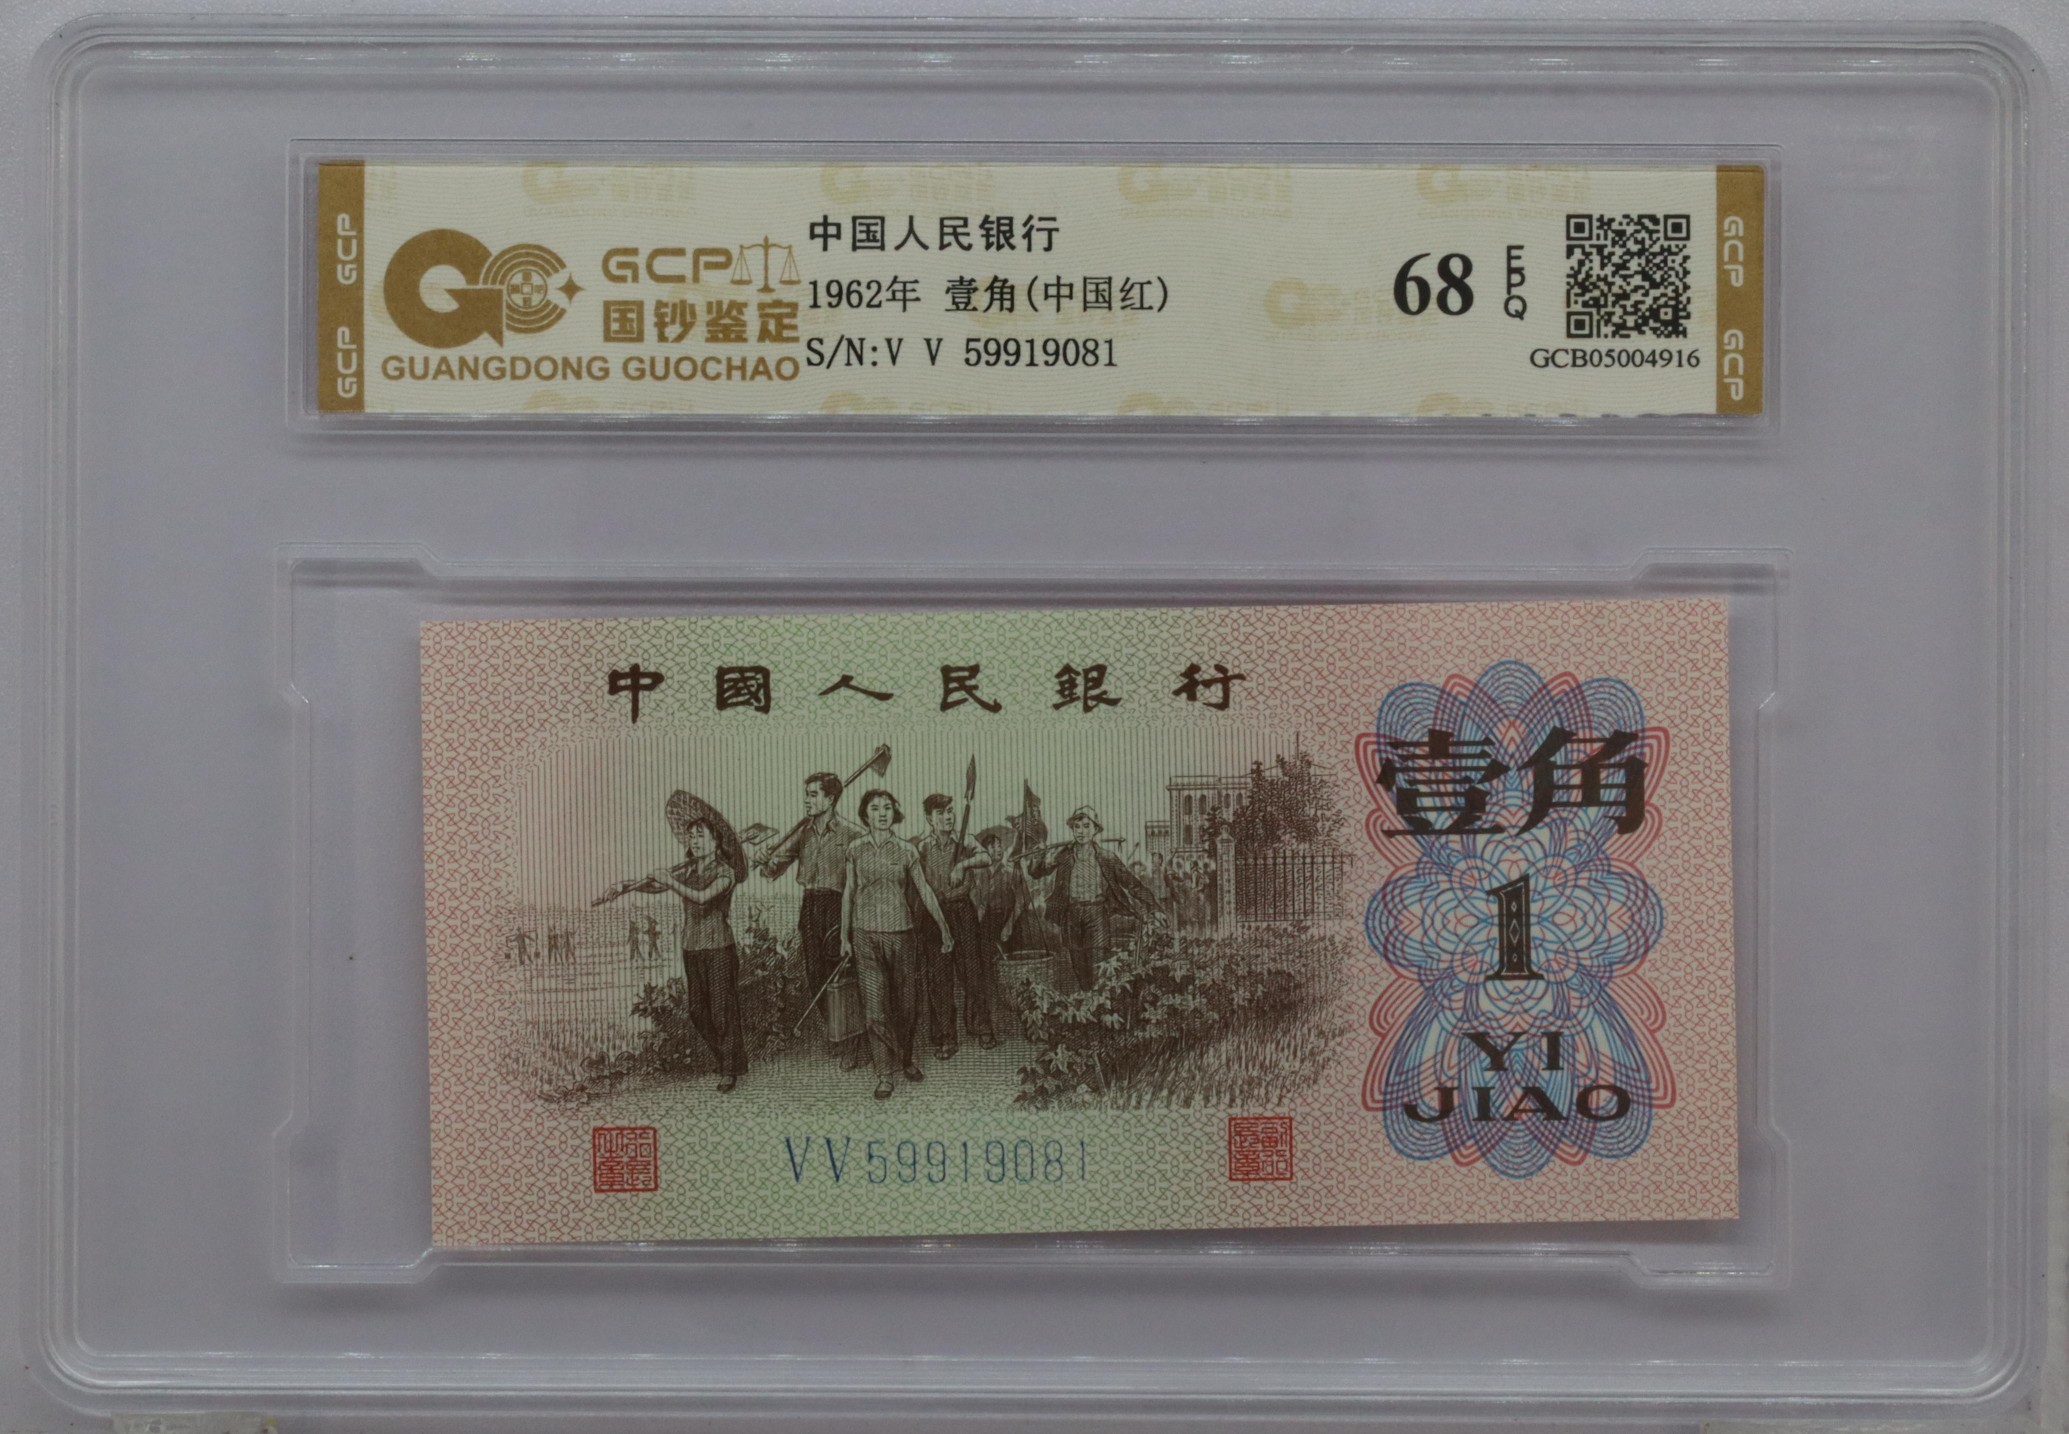 GCP
GCP
GCP
国钞鉴定
GUANGDONG GUOCHAO
中国人民银行
1962年 壹角(中国红)
S/N:V V 59919081
68
EPQ
GCB05004916
GCP
GCP
中國人民銀行
壹角
1
YI
JIAO
VV59919081